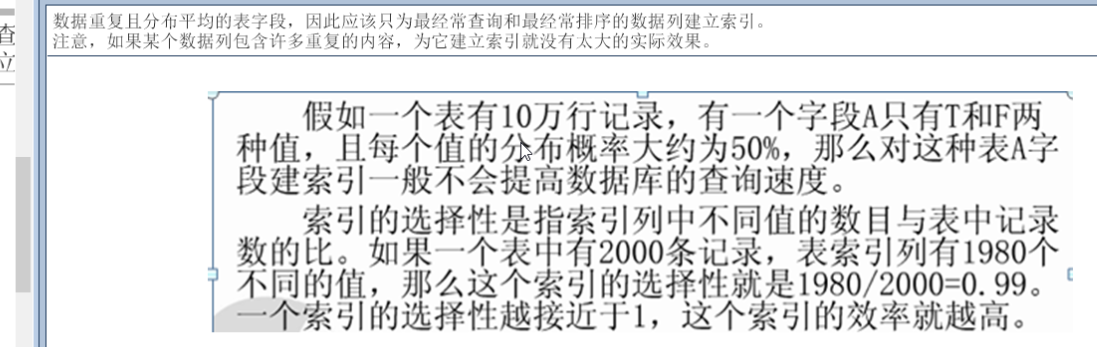 查
立
数据重复且分布平均的表字段，因此应该只为最经常查询和最经常排序的数据列建立索引。
注意，如果某个数据列包含许多重复的内容，为它建立索引就没有太大的实际效果。
假如一个表有10万行记录，有一个字段A只有T和F两
种值，且每个值的分布概率大约为50%，那么对这种表A字
段建索引一般不会提高数据库的查询速度。
索引的选择性是指索引列中不同值的数目与表中记录
数的比。如果一个表中有2000条记录，表索引列有1980个
不同的值，那么这个索引的选择性就是1980/2000=0.99。
一个索引的选择性越接近于1，这个索引的效率就越高。